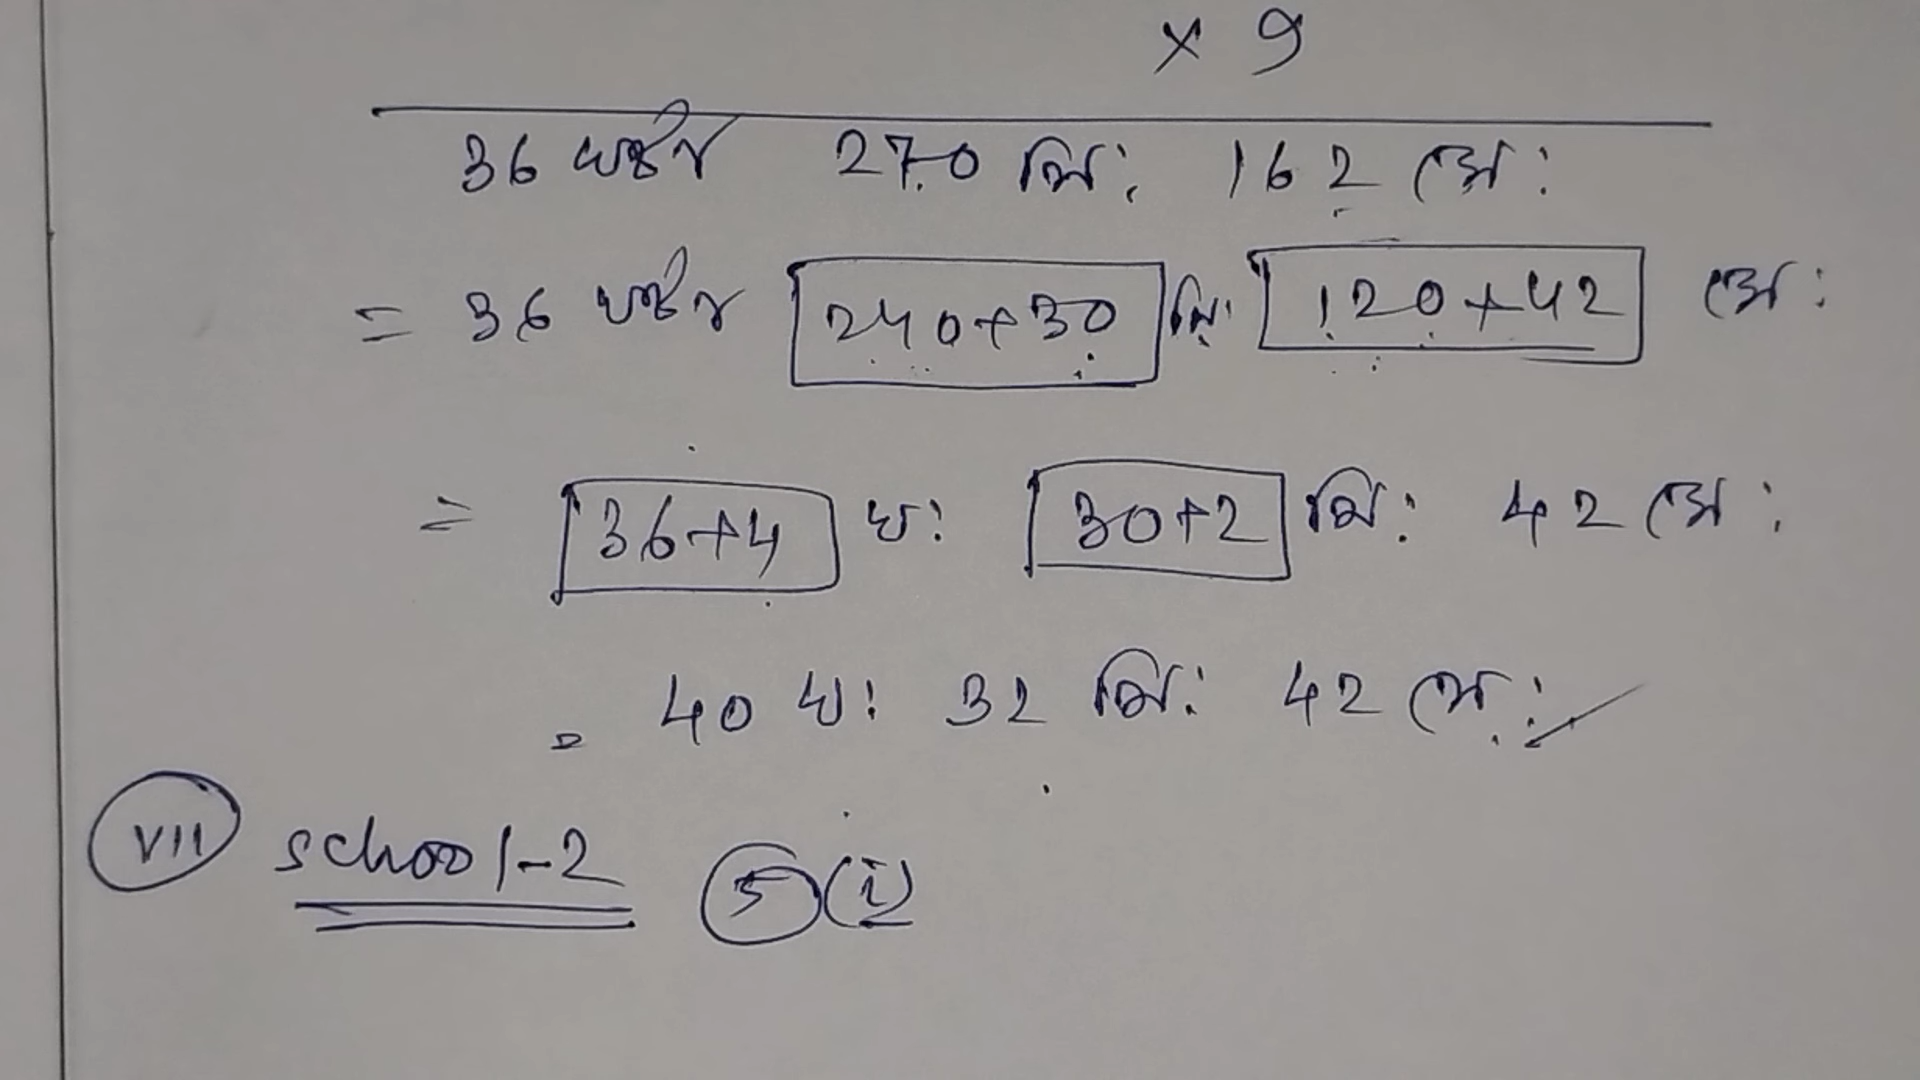 × 9
36 ঘণ্টা 270 মি: 162 সে:
= 36 ঘণ্টা 240+30 মি: 120+42 সে:
= 36+4 ঘ: 30+2 মি: 42 সে:
= 40 ঘ: 32 মি: 42 সে:
VII school-2 5 (i)